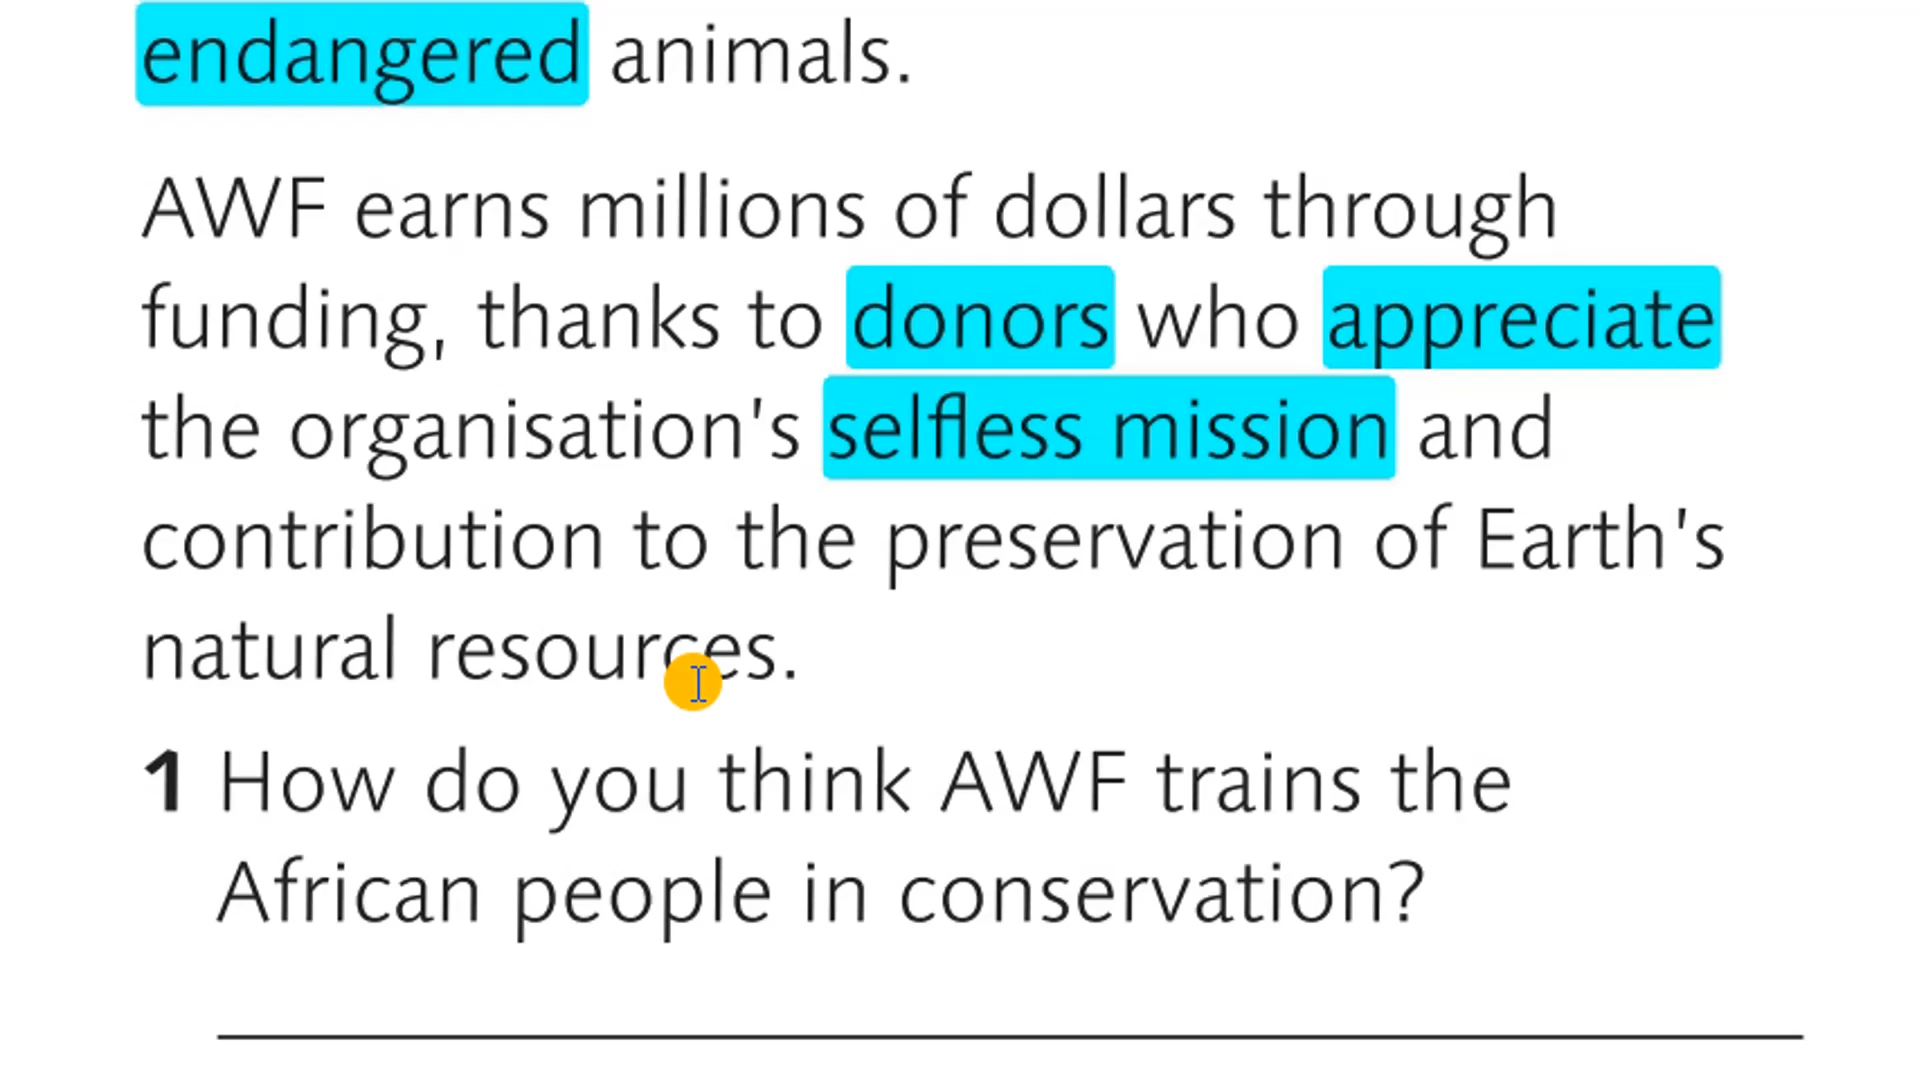 endangered animals.
AWF earns millions of dollars through
funding, thanks to donors who appreciate
the organisation's selfless mission and
contribution to the preservation of Earth's
natural resources.
1 How do you think AWF trains the
African people in conservation?